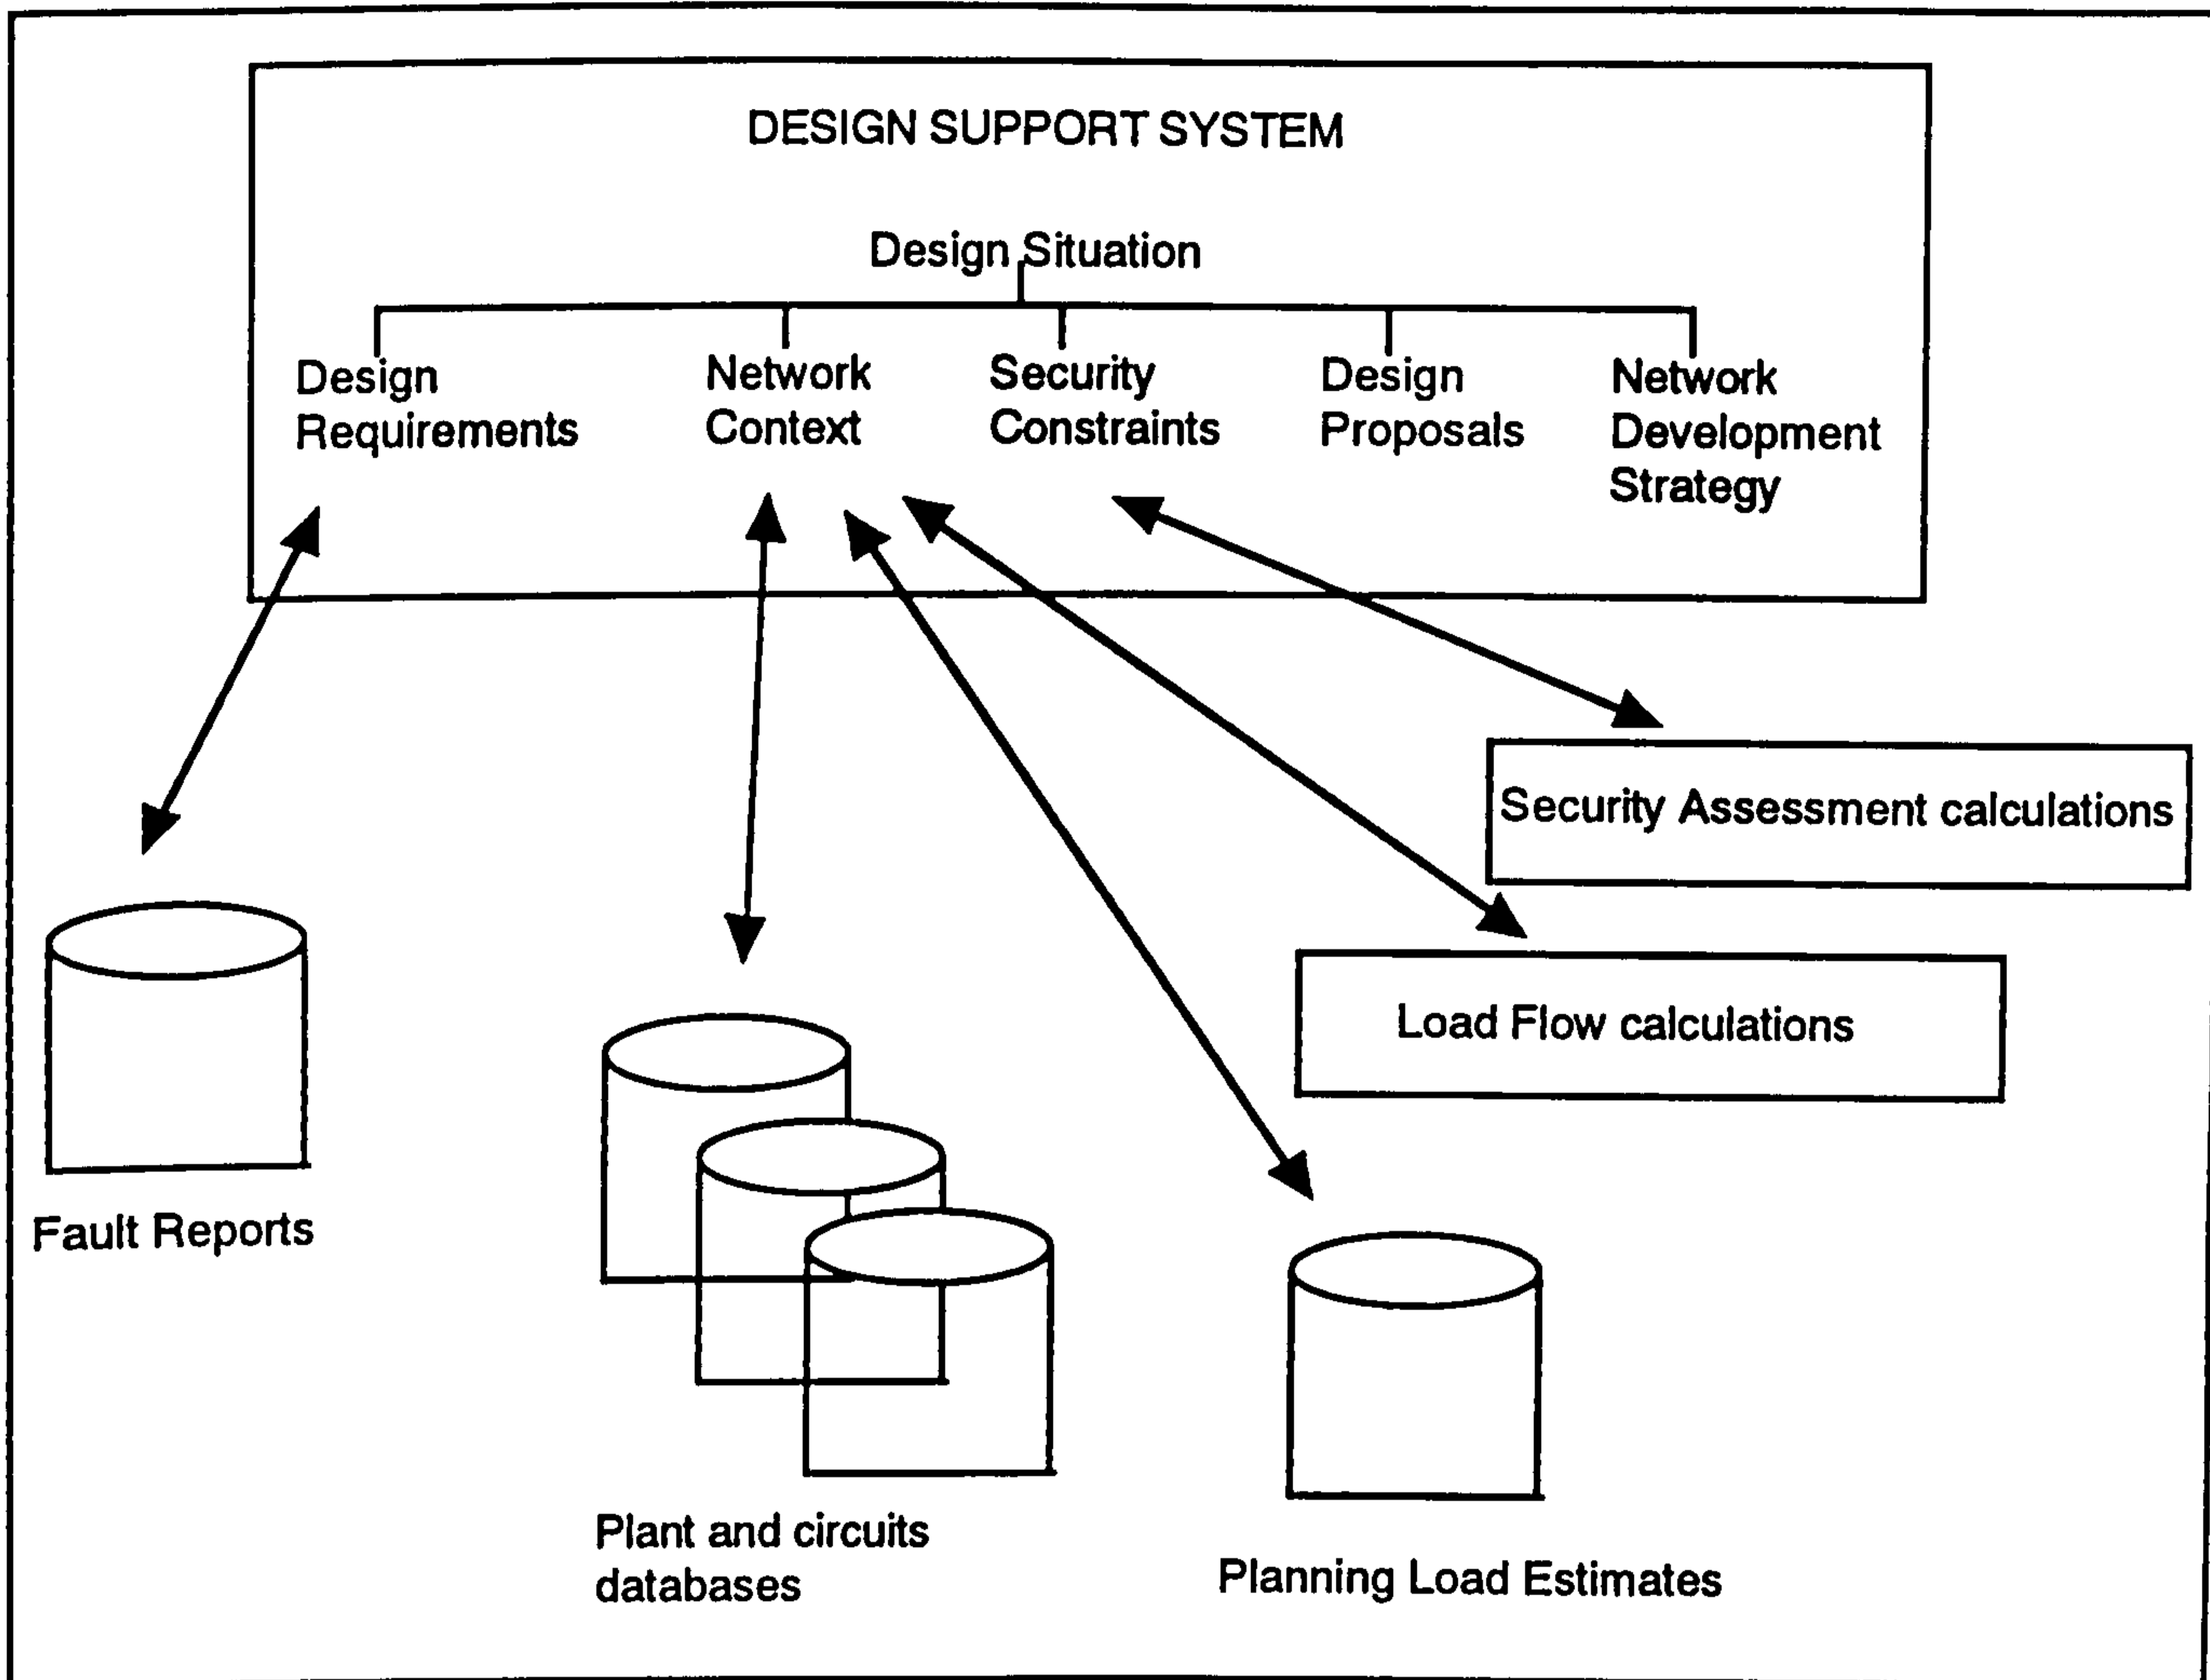 DESIGN SUPPORT SYSTEM
Design Situation
Design
Requirements
Network
Context
Security
Constraints
Design
Proposals
Network
Development
Strategy
Security Assessment calculations
Load Flow calculations
Fault Reports
Plant and circuits
databases
Planning Load Estimates